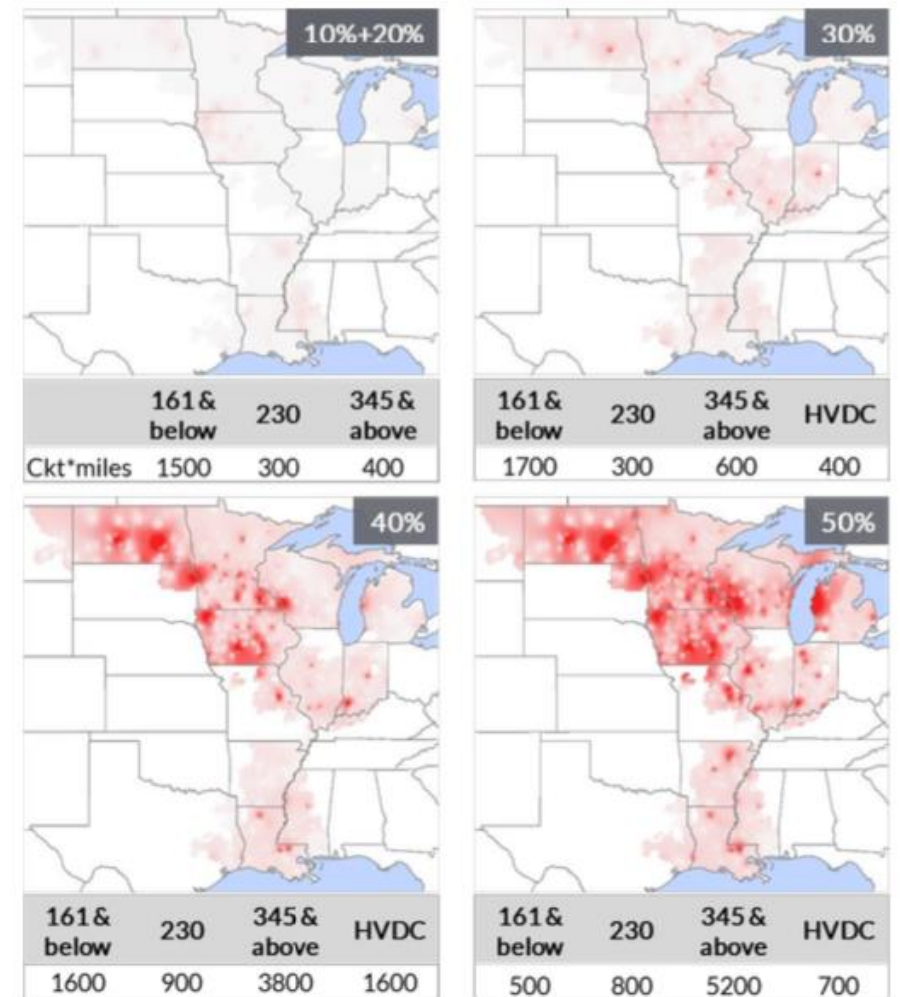 10%+20%
161 & below 230 345 & above
Ckt*miles 1500 300 400
30%
161 & below 230 345 & above HVDC
1700 300 600 400
40%
161 & below 230 345 & above HVDC
1600 900 3800 1600
50%
161 & below 230 345 & above HVDC
500 800 5200 700